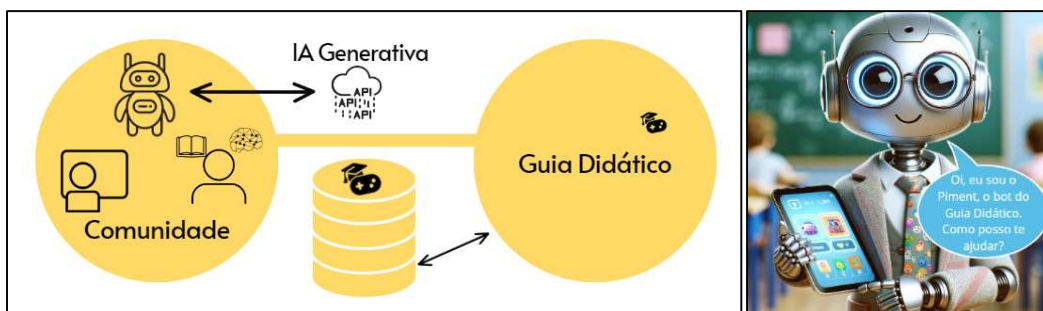 IA Generativa
API
API API
API
Comunidade
Guia Didático
Oi, eu sou o
Piment, o bot do
Guia Didático.
Como posso te
ajudar?